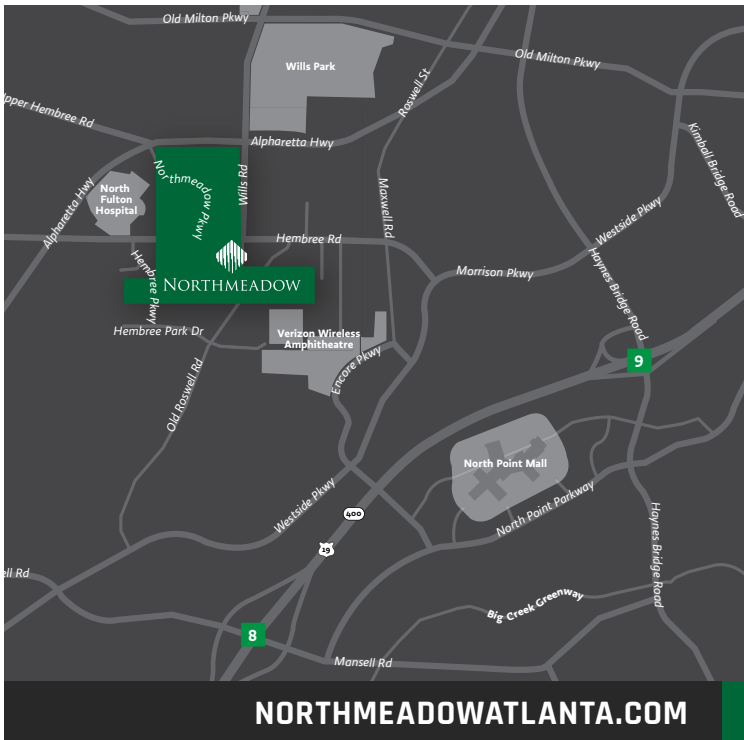 Old Milton Pkwy
Wills Park
Old Milton Pkwy
Roswell St
Upper Hembree Rd
Alpharetta Hwy
Kimball Bridge Road
Northmeadow Pkwy
Wills Rd
Maxwell Rd
North
Fulton
Hospital
Alpharetta Hwy
Westside Pkwy
Hembree Rd
Hembree Pkwy
Morrison Pkwy
Haynes Bridge Road
NORTHMEADOW
Hembree Park Dr
Verizon Wireless
Amphitheatre
Encore Pkwy
9
Old Roswell Rd
North Point Mall
Westside Pkwy
North Point Parkway
400
19
Haynes Bridge Road
ell Rd
Big Creek Greenway
8
Mansell Rd
NORTHMEADOWATLANTA.COM